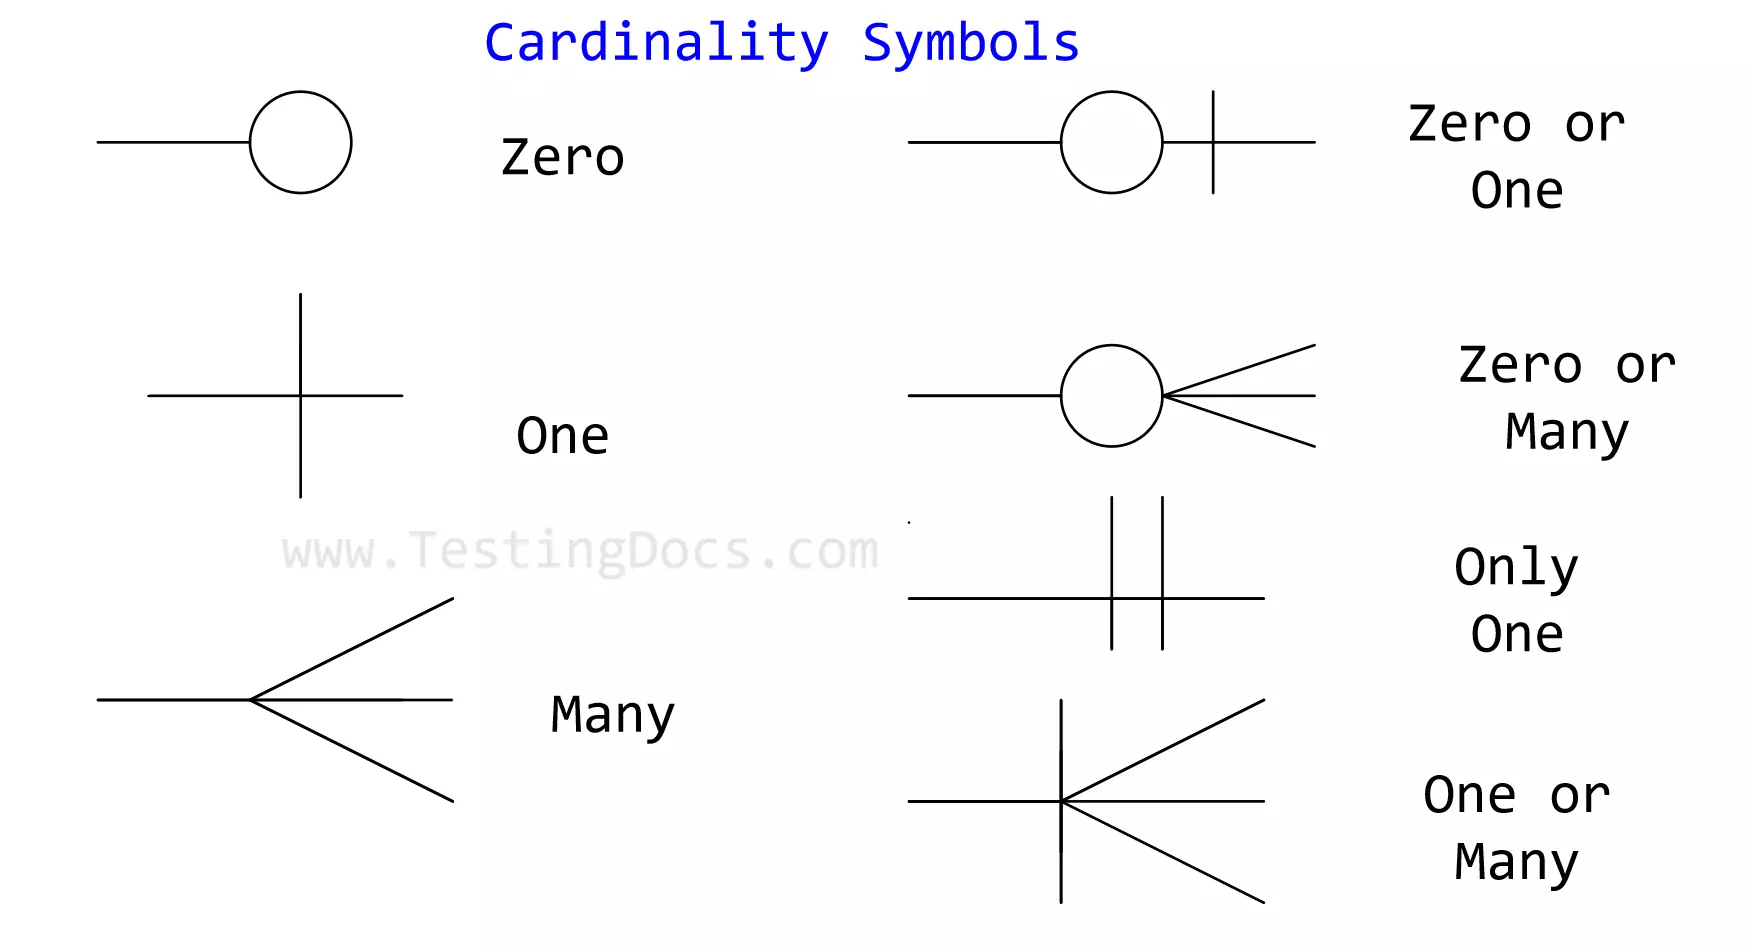 Cardinality Symbols
Zero
Zero or
One
One
Zero or
Many
www.TestingDocs.com
Only
One
Many
One or
Many